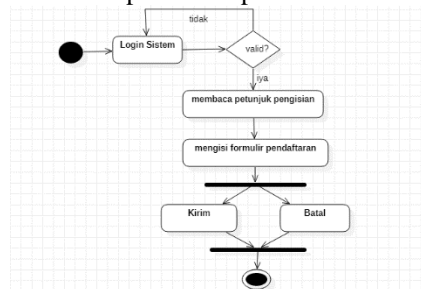 tidak
Login Sistem
valid?
iya
membaca petunjuk pengisian
mengisi formulir pendaftaran
Kirim
Batal